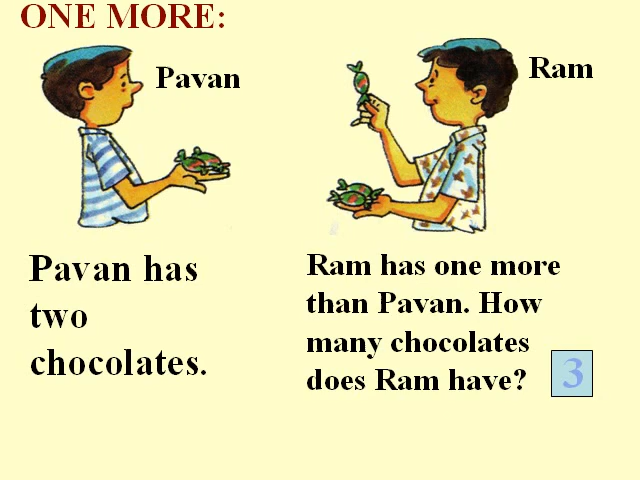 ONE MORE:
Pavan
Ram
Pavan has
two
chocolates.
Ram has one more
than Pavan. How
many chocolates
does Ram have?
3